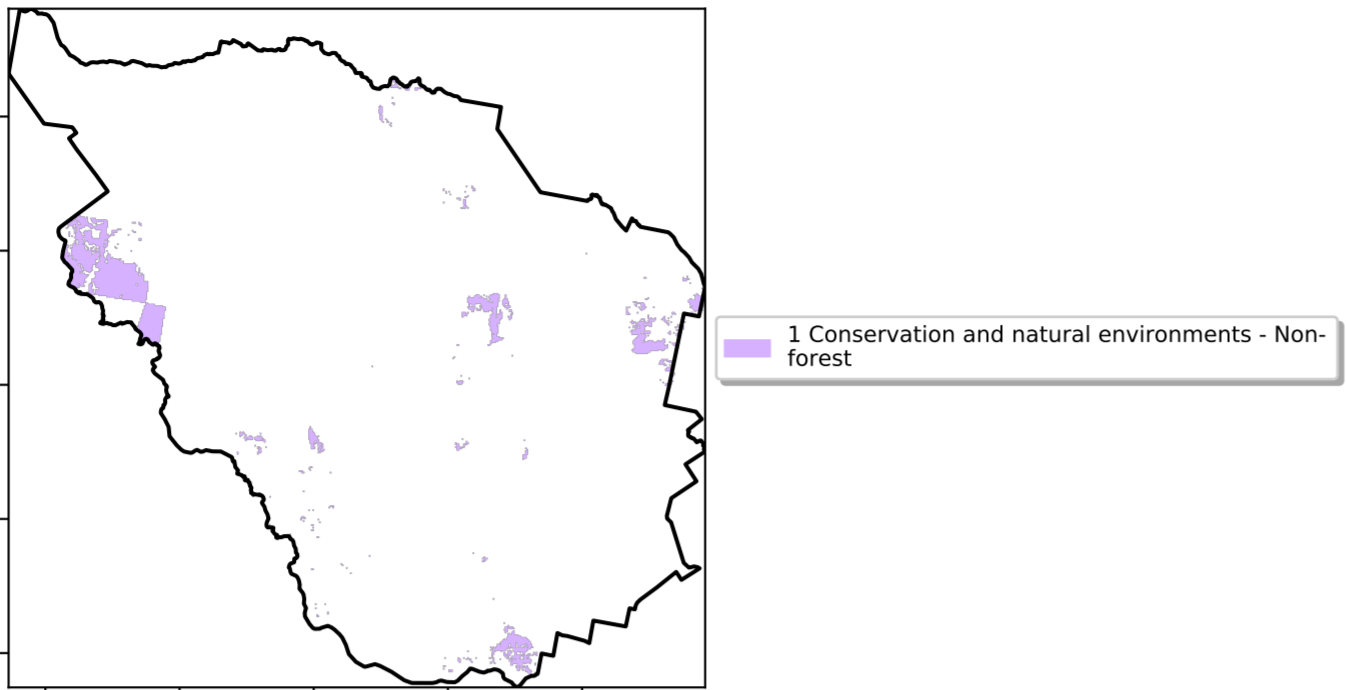 1 Conservation and natural environments - Non-
forest